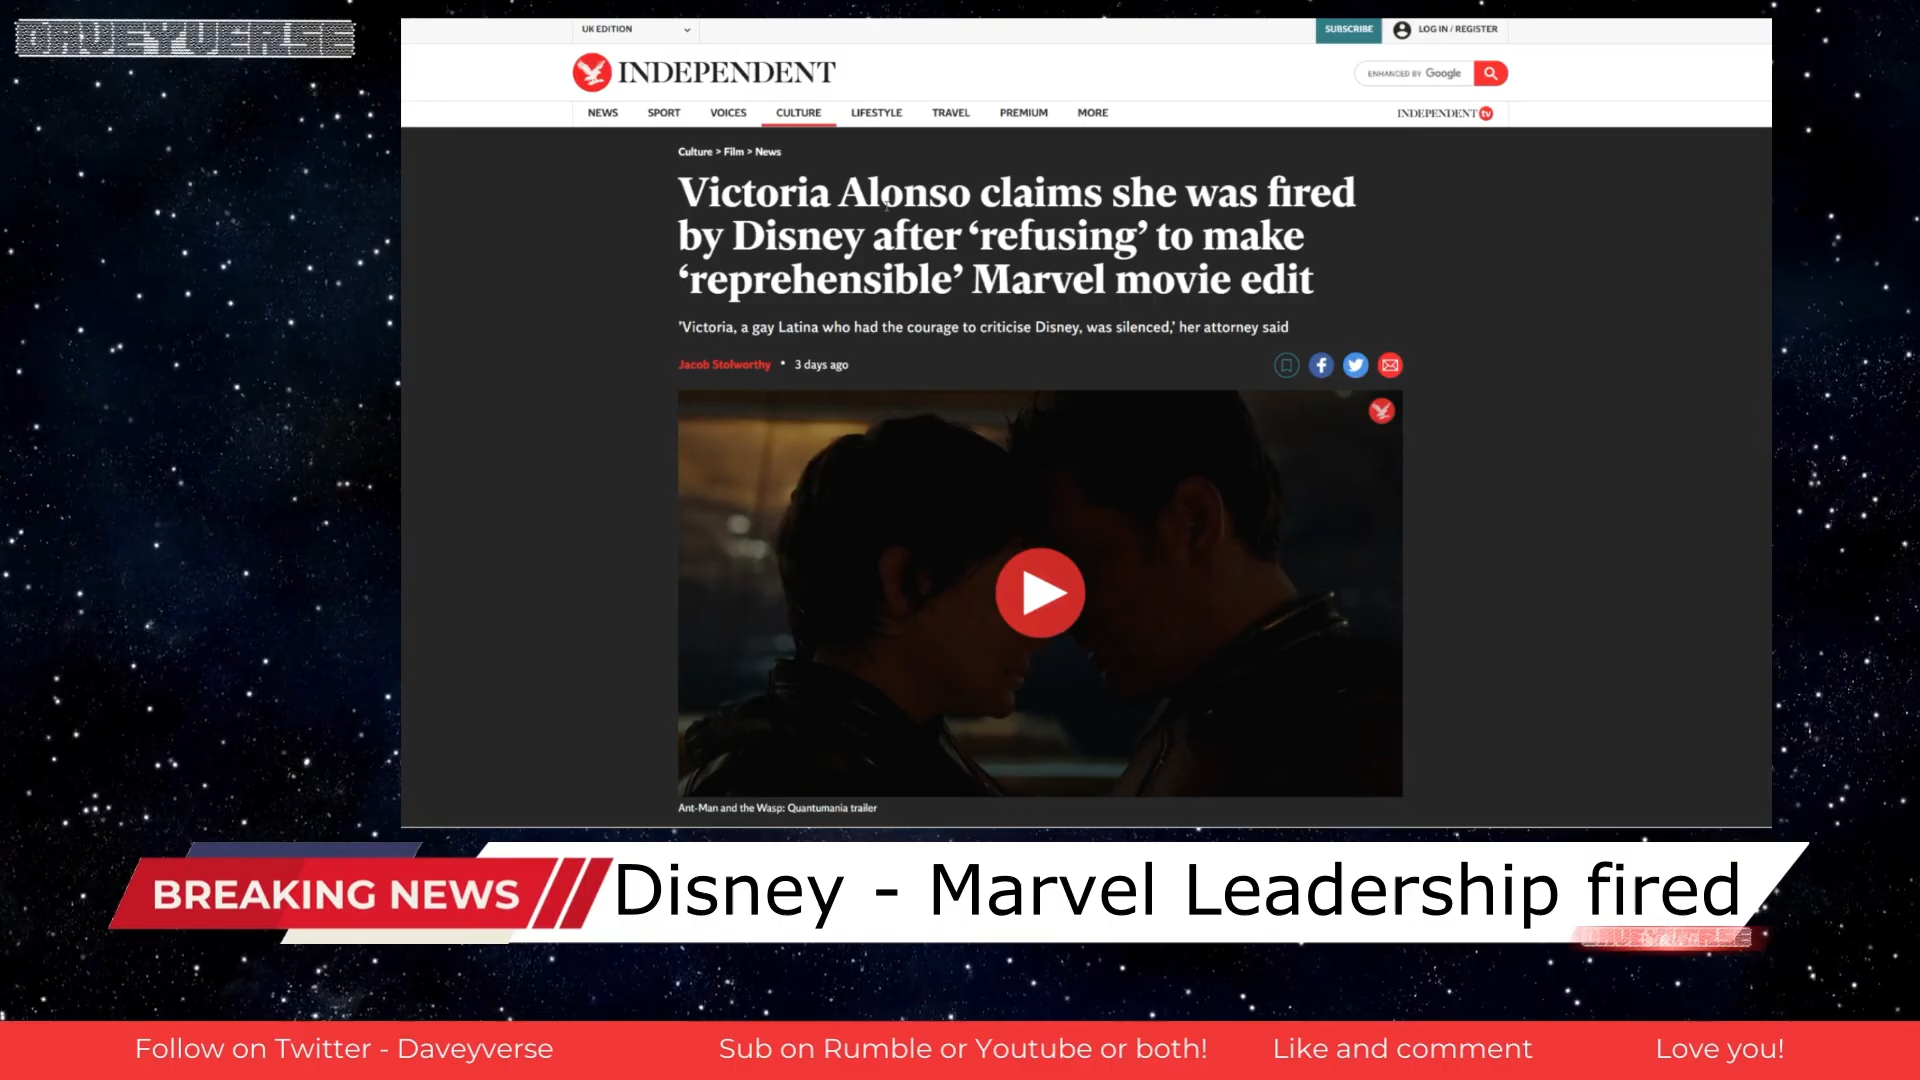 DAVEYVERSE
UK EDITION
SUBSCRIBE
LOG IN / REGISTER
INDEPENDENT
ENHANCED BY Google
NEWS SPORT VOICES CULTURE LIFESTYLE TRAVEL PREMIUM MORE
INDEPENDENT tv
Culture > Film > News
Victoria Alonso claims she was fired
by Disney after ‘refusing’ to make
‘reprehensible’ Marvel movie edit
'Victoria, a gay Latina who had the courage to criticise Disney, was silenced,' her attorney said
Jacob Stolworthy • 3 days ago
Ant-Man and the Wasp: Quantumania trailer
BREAKING NEWS
Disney - Marvel Leadership fired
DAVEYVERSE
Follow on Twitter - Daveyverse Sub on Rumble or Youtube or both! Like and comment Love you!